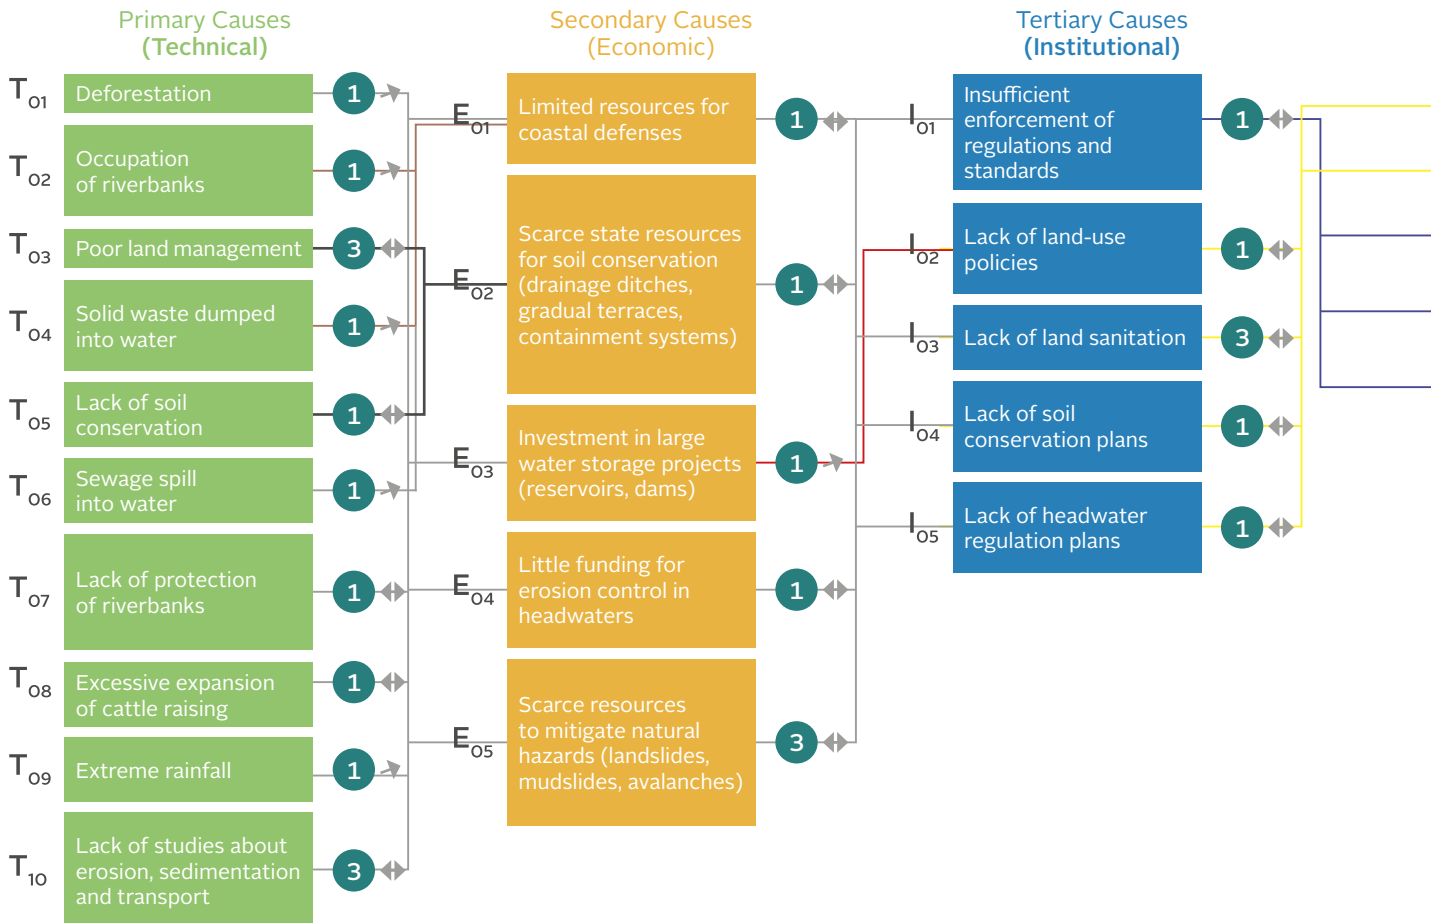 Primary Causes
(Technical)
T01
Deforestation
1
T02
Occupation
of riverbanks
1
T03
Poor land management
3
T04
Solid waste dumped
into water
1
T05
Lack of soil
conservation
1
T06
Sewage spill
into water
1
T07
Lack of protection
of riverbanks
1
T08
Excessive expansion
of cattle raising
1
T09
Extreme rainfall
1
T10
Lack of studies about
erosion, sedimentation
and transport
3
Secondary Causes
(Economic)
E01
Limited resources for
coastal defenses
1
E02
Scarce state resources
for soil conservation
(drainage ditches,
gradual terraces,
containment systems)
1
E03
Investment in large
water storage projects
(reservoirs, dams)
1
E04
Little funding for
erosion control in
headwaters
1
E05
Scarce resources
to mitigate natural
hazards (landslides,
mudslides, avalanches)
3
Tertiary Causes
(Institutional)
I01
Insufficient
enforcement of
regulations and
standards
1
I02
Lack of land-use
policies
1
I03
Lack of land sanitation
3
I04
Lack of soil
conservation plans
1
I05
Lack of headwater
regulation plans
1